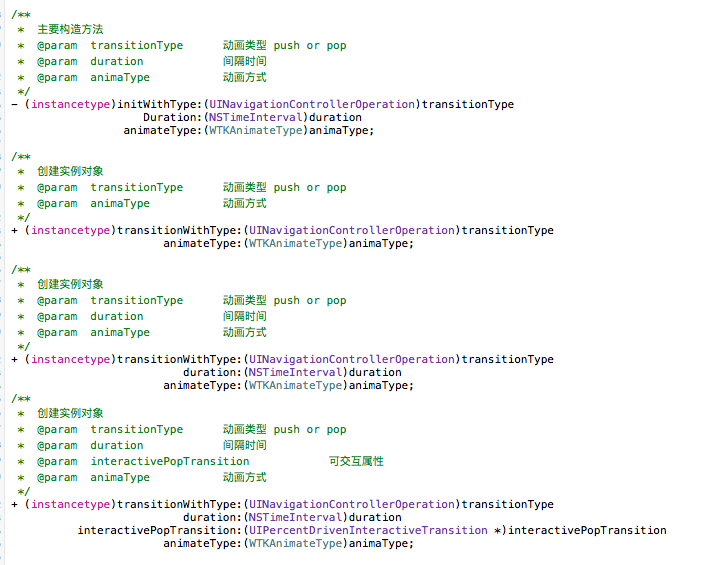 /**
 *  主要构造方法
 *  @param  transitionType      动画类型 push or pop
 *  @param  duration            间隔时间
 *  @param  animaType           动画方式
 */
- (instancetype)initWithType:(UINavigationControllerOperation)transitionType
                    Duration:(NSTimeInterval)duration
                 animateType:(WTKAnimateType)animaType;
/**
 *  创建实例对象
 *  @param  transitionType      动画类型 push or pop
 *  @param  animaType           动画方式
 */
+ (instancetype)transitionWithType:(UINavigationControllerOperation)transitionType
                       animateType:(WTKAnimateType)animaType;
/**
 *  创建实例对象
 *  @param  transitionType      动画类型 push or pop
 *  @param  duration            间隔时间
 *  @param  animaType           动画方式
 */
+ (instancetype)transitionWithType:(UINavigationControllerOperation)transitionType
                          duration:(NSTimeInterval)duration
                       animateType:(WTKAnimateType)animaType;
/**
 *  创建实例对象
 *  @param  transitionType      动画类型 push or pop
 *  @param  duration            间隔时间
 *  @param  interactivePopTransition            可交互属性
 *  @param  animaType           动画方式
 */
+ (instancetype)transitionWithType:(UINavigationControllerOperation)transitionType
                          duration:(NSTimeInterval)duration
          interactivePopTransition:(UIPercentDrivenInteractiveTransition *)interactivePopTransition
                       animateType:(WTKAnimateType)animaType;